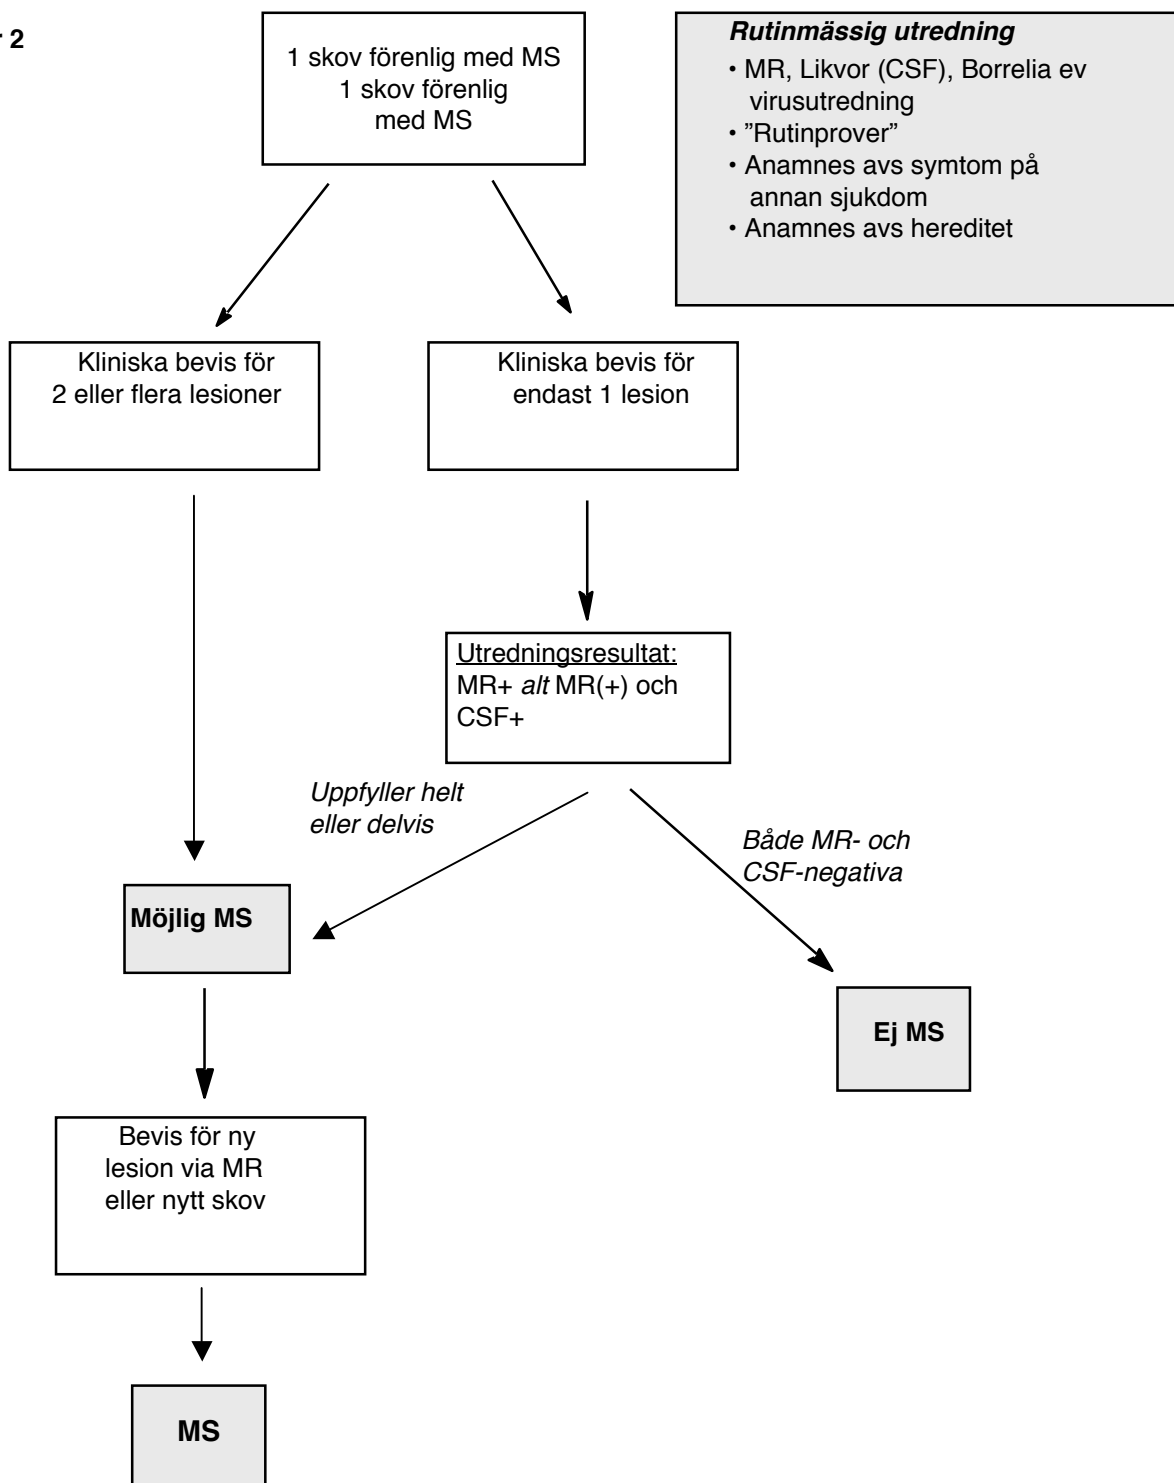 r 2
1 skov förenlig med MS
1 skov förenlig
med MS
Rutinmässig utredning
• MR, Likvor (CSF), Borrelia ev
virusutredning
• ”Rutinprover”
• Anamnes avs symtom på
annan sjukdom
• Anamnes avs hereditet
Kliniska bevis för
2 eller flera lesioner
Kliniska bevis för
endast 1 lesion
Utredningsresultat:
MR+ alt MR(+) och
CSF+
Uppfyller helt
eller delvis
Både MR- och
CSF-negativa
Möjlig MS
Ej MS
Bevis för ny
lesion via MR
eller nytt skov
MS